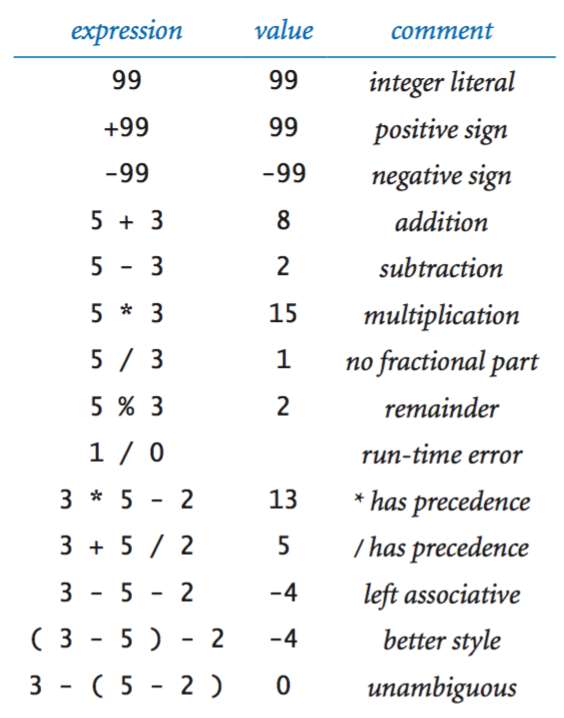 expression value comment
99 99 integer literal
+99 99 positive sign
-99 -99 negative sign
5 + 3 8 addition
5 - 3 2 subtraction
5 * 3 15 multiplication
5 / 3 1 no fractional part
5 % 3 2 remainder
1 / 0 run-time error
3 * 5 - 2 13 * has precedence
3 + 5 / 2 5 / has precedence
3 - 5 - 2 -4 left associative
( 3 - 5 ) - 2 -4 better style
3 - ( 5 - 2 ) 0 unambiguous